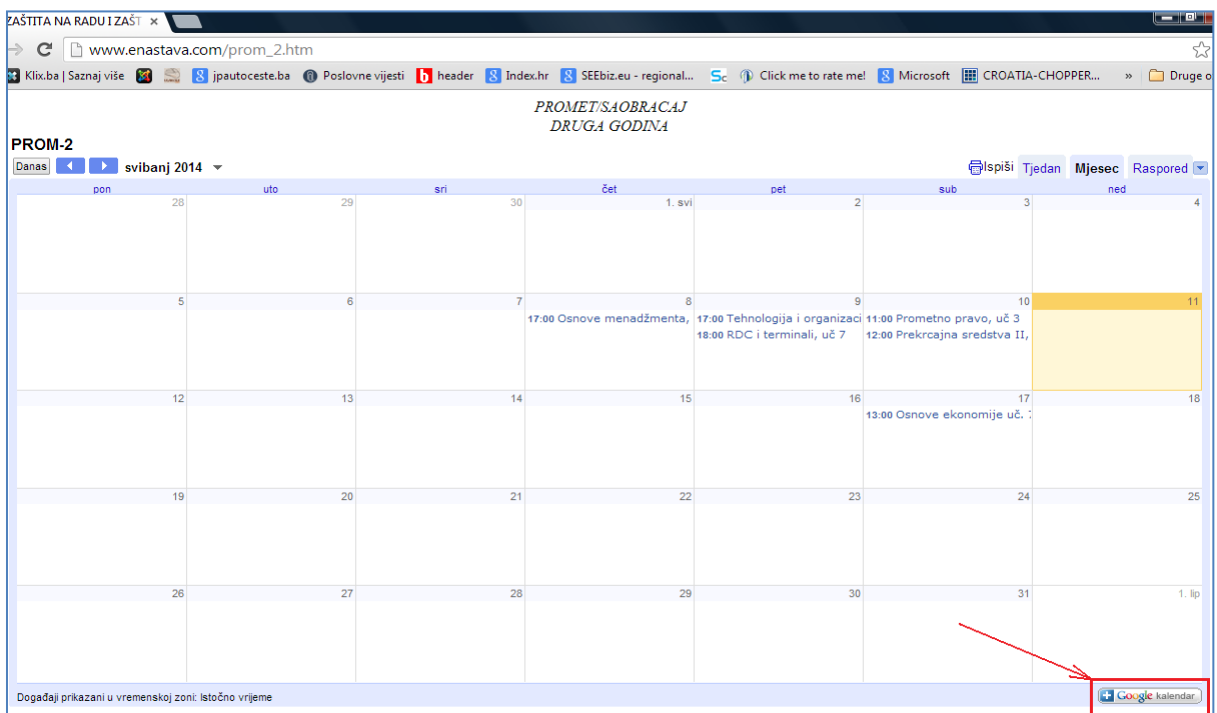 ZAŠTITA NA RADU I ZAŠT
www.enastava.com/prom_2.htm
Klix.ba | Saznaj više jpautoceste.ba Poslovne vijesti header Index.hr SEEbiz.eu - regional... Click me to rate me! Microsoft CROATIA-CHOPPER... » Druge o
PROMET/SAOBRACAJ
DRUGA GODINA
PROM-2
Danas svibanj 2014 Ispiši Tjedan Mjesec Raspored
pon uto sri čet pet sub ned
28 29 30 1. svi 2 3 4
5 6 7 8 9 10 11
17:00 Osnove menadžmenta, 17:00 Tehnologija i organizaci 11:00 Prometno pravo, uč 3
18:00 RDC i terminali, uč 7 12:00 Prekrcajna sredstva II,
12 13 14 15 16 17 18
13:00 Osnove ekonomije uč.
19 20 21 22 23 24 25
26 27 28 29 30 31 1. lip
Događaji prikazani u vremenskoj zoni: Istočno vrijeme Google kalendar